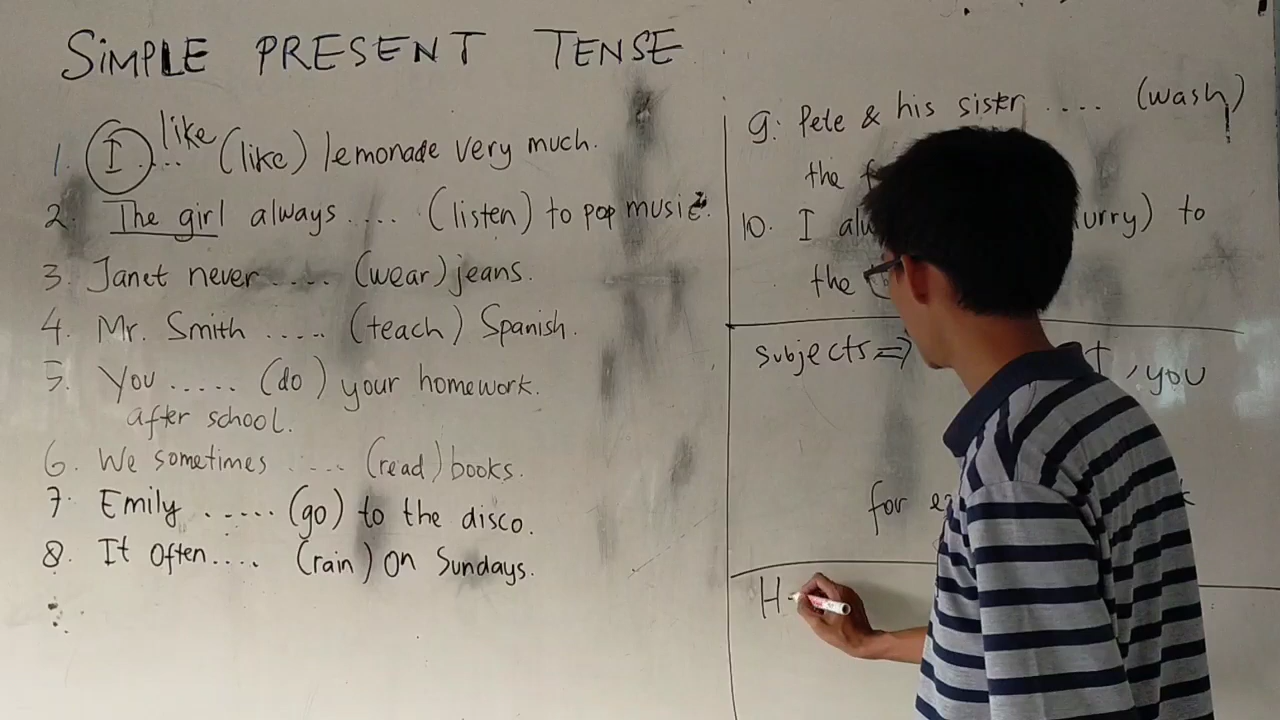 SIMPLE PRESENT TENSE
1. I .... like (like) lemonade very much.
2. The girl always .... (listen) to pop music.
3. Janet never ..... (wear) jeans.
4. Mr. Smith ..... (teach) Spanish.
5. You ..... (do) your homework.
after school.
6. We sometimes ..... (read) books.
7. Emily ...... (go) to the disco.
8. It often.... (rain) on Sundays.
9. Pete & his sister .... (wash)
the
10. I to
the
subjects => , you
for
H